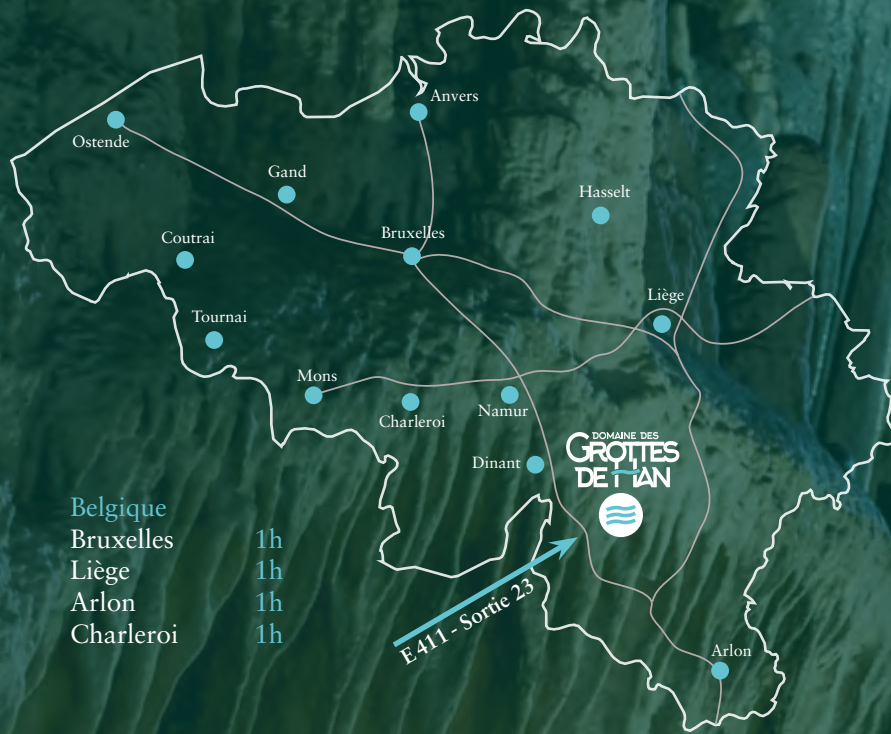 Anvers
Ostende
Gand
Hasselt
Bruxelles
Coutrai
Liège
Tournai
Mons
Charleroi
Namur
DOMAINE DES
GROTTES
DE HAN
Dinant
Belgique
Bruxelles 1h
Liège 1h
Arlon 1h
Charleroi 1h
E411 - Sortie 23
Arlon